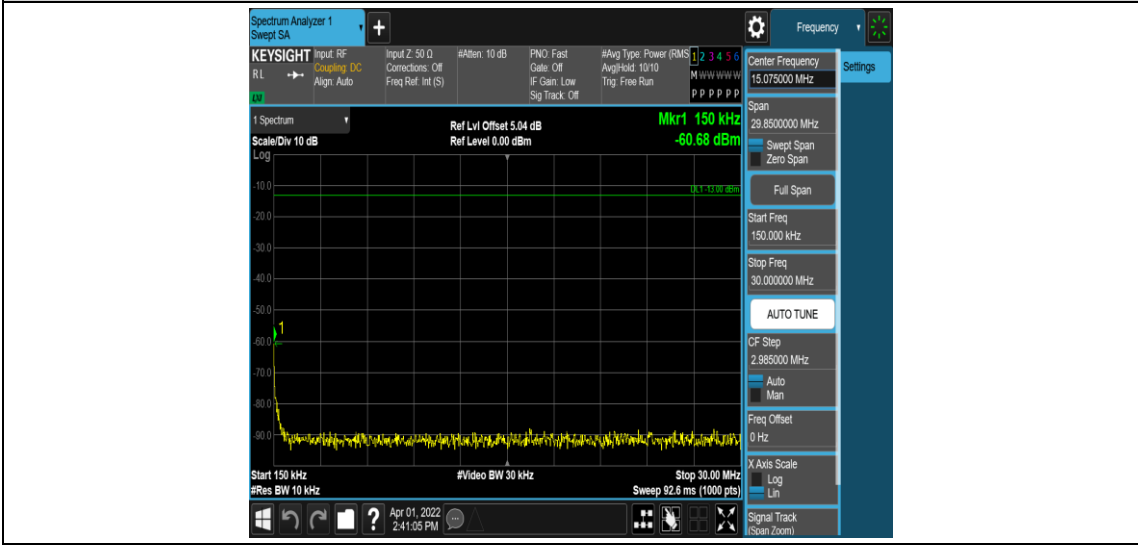 Spectrum Analyzer 1
Swept SA
Frequency
KEYSIGHT
RL
LNI
Input: RF
Coupling: DC
Align: Auto
Input Z: 50 Ω
Corrections: Off
Freq Ref: Int (S)
#Atten: 10 dB
PNO: Fast
Gate: Off
IF Gain: Low
Sig Track: Off
#Avg Type: Power (RMS
Avg|Hold: 10/10
Trig: Free Run
1 2 3 4 5 6
M W W W W W
P P P P P P
1 Spectrum
Scale/Div 10 dB
Ref Lvl Offset 5.04 dB
Ref Level 0.00 dBm
Mkr1 150 kHz
-60.68 dBm
Log
DL1 -13.00 dBm
-10.0
-20.0
-30.0
-40.0
-50.0
1
-60.0
-70.0
-80.0
-90.0
Start 150 kHz
#Video BW 30 kHz
Stop 30.00 MHz
#Res BW 10 kHz
Sweep 92.6 ms (1000 pts)
Apr 01, 2022
2:41:05 PM
Center Frequency
15.075000 MHz
Settings
Span
29.8500000 MHz
Swept Span
Zero Span
Full Span
Start Freq
150.000 kHz
Stop Freq
30.000000 MHz
AUTO TUNE
CF Step
2.985000 MHz
Auto
Man
Freq Offset
0 Hz
X Axis Scale
Log
Lin
Signal Track
(Span Zoom)